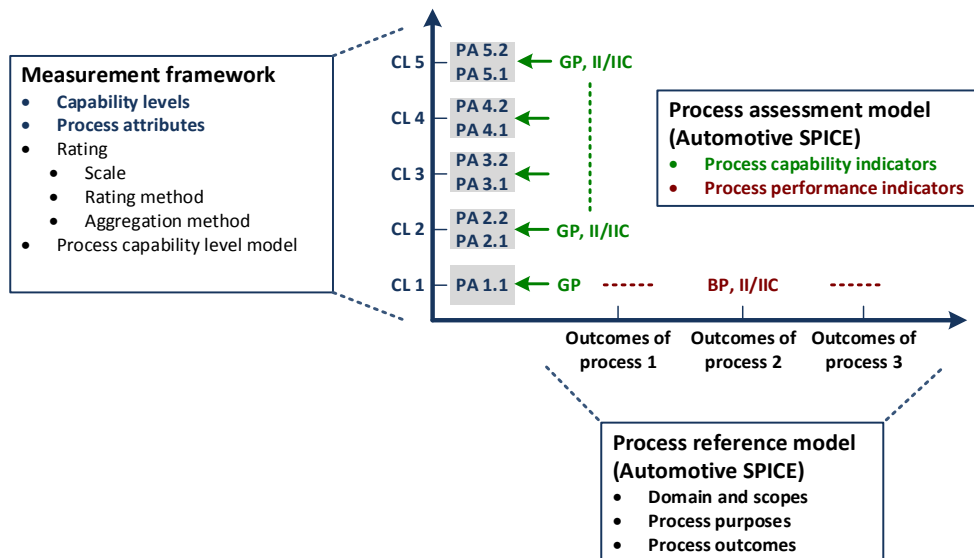 Measurement framework
• Capability levels
• Process attributes
• Rating
• Scale
• Rating method
• Aggregation method
• Process capability level model
CL 5
PA 5.2
PA 5.1
GP, II/IIC
CL 4
PA 4.2
PA 4.1
CL 3
PA 3.2
PA 3.1
CL 2
PA 2.2
PA 2.1
GP, II/IIC
CL 1
PA 1.1
GP
BP, II/IIC
Process assessment model
(Automotive SPICE)
• Process capability indicators
• Process performance indicators
Outcomes of
process 1
Outcomes of
process 2
Outcomes of
process 3
Process reference model
(Automotive SPICE)
• Domain and scopes
• Process purposes
• Process outcomes